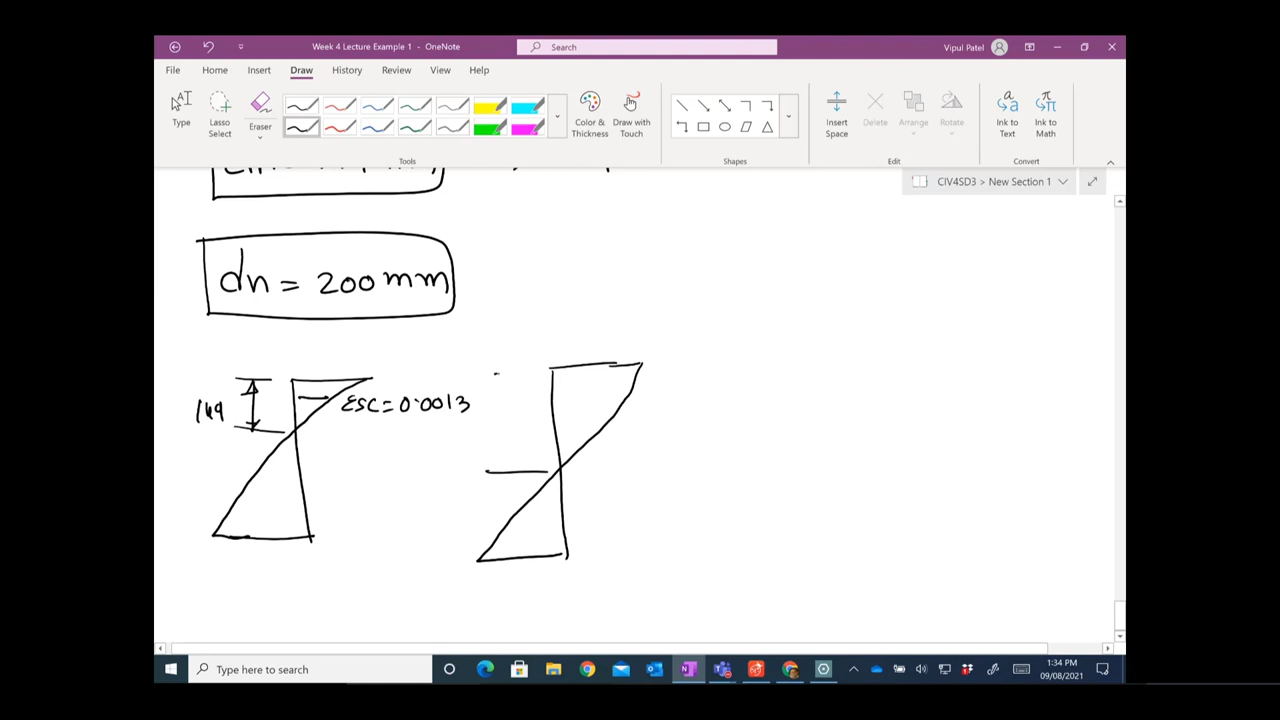 Week 4 Lecture Example 1 - OneNote
Search
Vipul Patel
File Home Insert Draw History Review View Help
Type
Lasso Select
Eraser
Color & Thickness
Draw with Touch
Insert Space
Delete
Arrange
Rotate
Ink to Text
Ink to Math
Tools
Shapes
Edit
Convert
CIV4SD3 > New Section 1
dn = 200mm
149
εsc=0.0013
Type here to search
1:34 PM
09/08/2021